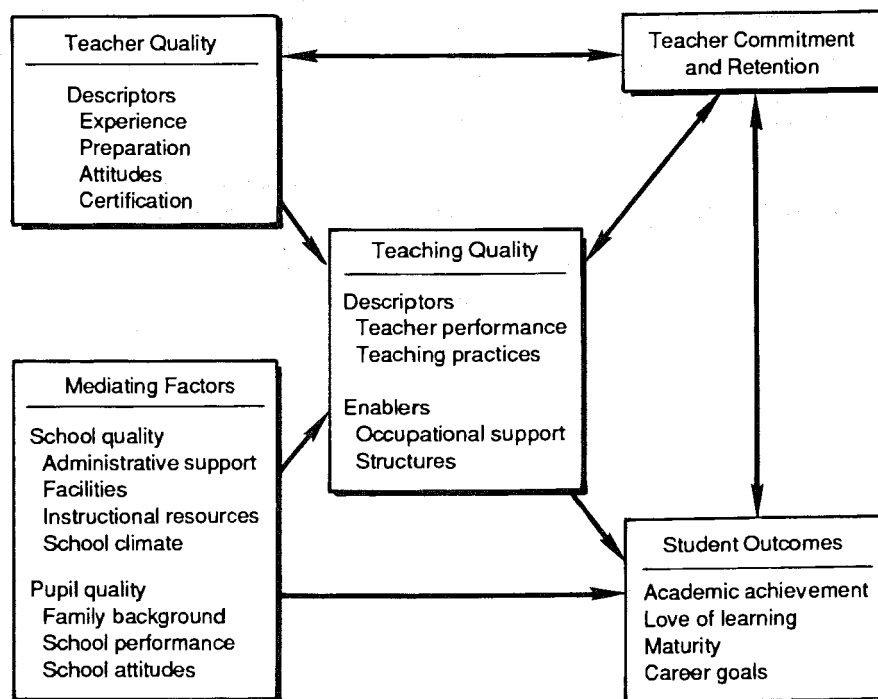 Teacher Quality
Descriptors
Experience
Preparation
Attitudes
Certification
Teacher Commitment
and Retention
Teaching Quality
Descriptors
Teacher performance
Teaching practices
Enablers
Occupational support
Structures
Mediating Factors
School quality
Administrative support
Facilities
Instructional resources
School climate
Pupil quality
Family background
School performance
School attitudes
Student Outcomes
Academic achievement
Love of learning
Maturity
Career goals